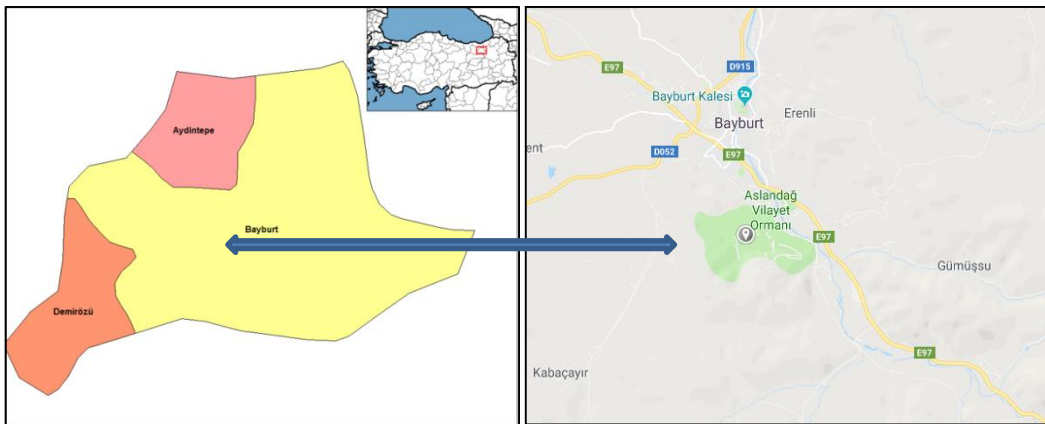 Aydintepe
Bayburt
Demirözü
E97
D915
Bayburt Kalesi
Erenli
Bayburt
ent
D052
E97
Aslandağ
Vilayet
Ormanı
E97
Gümüşsu
E97
Kabaçayır